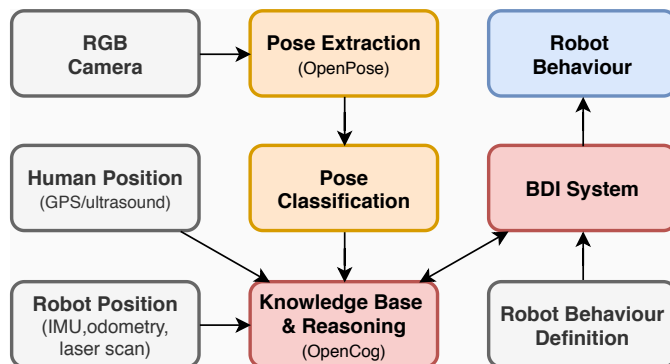 RGB
Camera
Pose Extraction
(OpenPose)
Robot
Behaviour
Human Position
(GPS/ultrasound)
Pose
Classification
BDI System
Robot Position
(IMU,odometry,
laser scan)
Knowledge Base
& Reasoning
(OpenCog)
Robot Behaviour
Definition